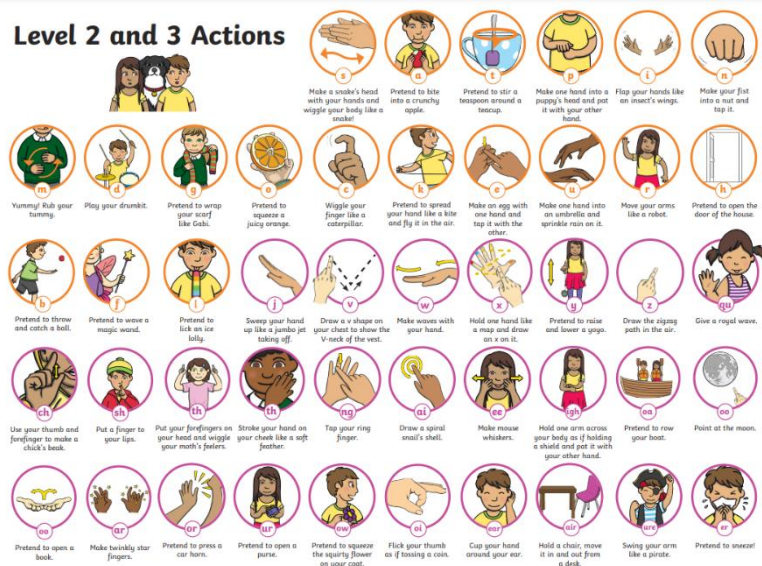 Level 2 and 3 Actions
s
Make a snake's head
with your hands and
wiggle your body like a
snake!
a
Pretend to bite
into a crunchy
apple.
t
Pretend to stir a
teaspoon around a
teacup.
p
Make one hand into a
puppy's head and pat
it with your other
hand.
i
Flap your hands like
an insect's wings.
n
Make your fist
into a nut and
tap it.
m
Yummy! Rub your
tummy.
d
Play your drumkit.
g
Pretend to wrap
your scarf
like Gabi.
o
Pretend to
squeeze a
juicy orange.
c
Wiggle your
finger like a
caterpillar.
k
Pretend to spread
your hand like a kite
and fly it in the air.
e
Make an egg with
one hand and
tap it with the
other.
u
Make one hand into
an umbrella and
sprinkle rain on it.
r
Move your arms
like a robot.
h
Pretend to open the
door of the house.
b
Pretend to throw
and catch a ball.
f
Pretend to wave a
magic wand.
l
Pretend to
lick an ice
lolly.
j
Sweep your hand
up like a jumbo jet
taking off.
v
Draw a v shape on
your chest to show the
V-neck of the vest.
w
Make waves with
your hand.
x
Hold one hand like
a map and draw
an x on it.
y
Pretend to raise
and lower a yoyo.
z
Draw the zigzag
path in the air.
qu
Give a royal wave.
ch
Use your thumb and
forefinger to make a
chick's beak.
sh
Put a finger to
your lips.
th
Put your forefingers on
your head and wiggle
your moth's feelers.
th
Stroke your hand on
your cheek like a soft
feather.
ng
Tap your ring
finger.
ai
Draw a spiral
snail's shell.
ee
Make mouse
whiskers.
igh
Hold one arm across
your body as if holding
a shield and pat it with
your other hand.
oa
Pretend to row
your boat.
oo
Point at the moon.
oo
Pretend to open a
book.
ar
Make twinkly star
fingers.
or
Pretend to press a
car horn.
ur
Pretend to open a
purse.
ow
Pretend to squeeze
the squirty flower
on your coat.
oi
Flick your thumb
as if tossing a coin.
ear
Cup your hand
around your ear.
air
Hold a chair, move
it in and out from
a desk.
ure
Swing your arm
like a pirate.
er
Pretend to sneeze!